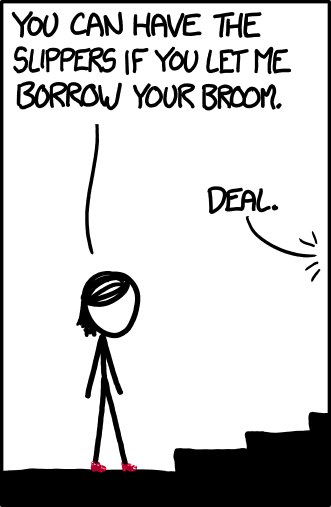 YOU CAN HAVE THE
SLIPPERS IF YOU LET ME
BORROW YOUR BROOM.
DEAL.